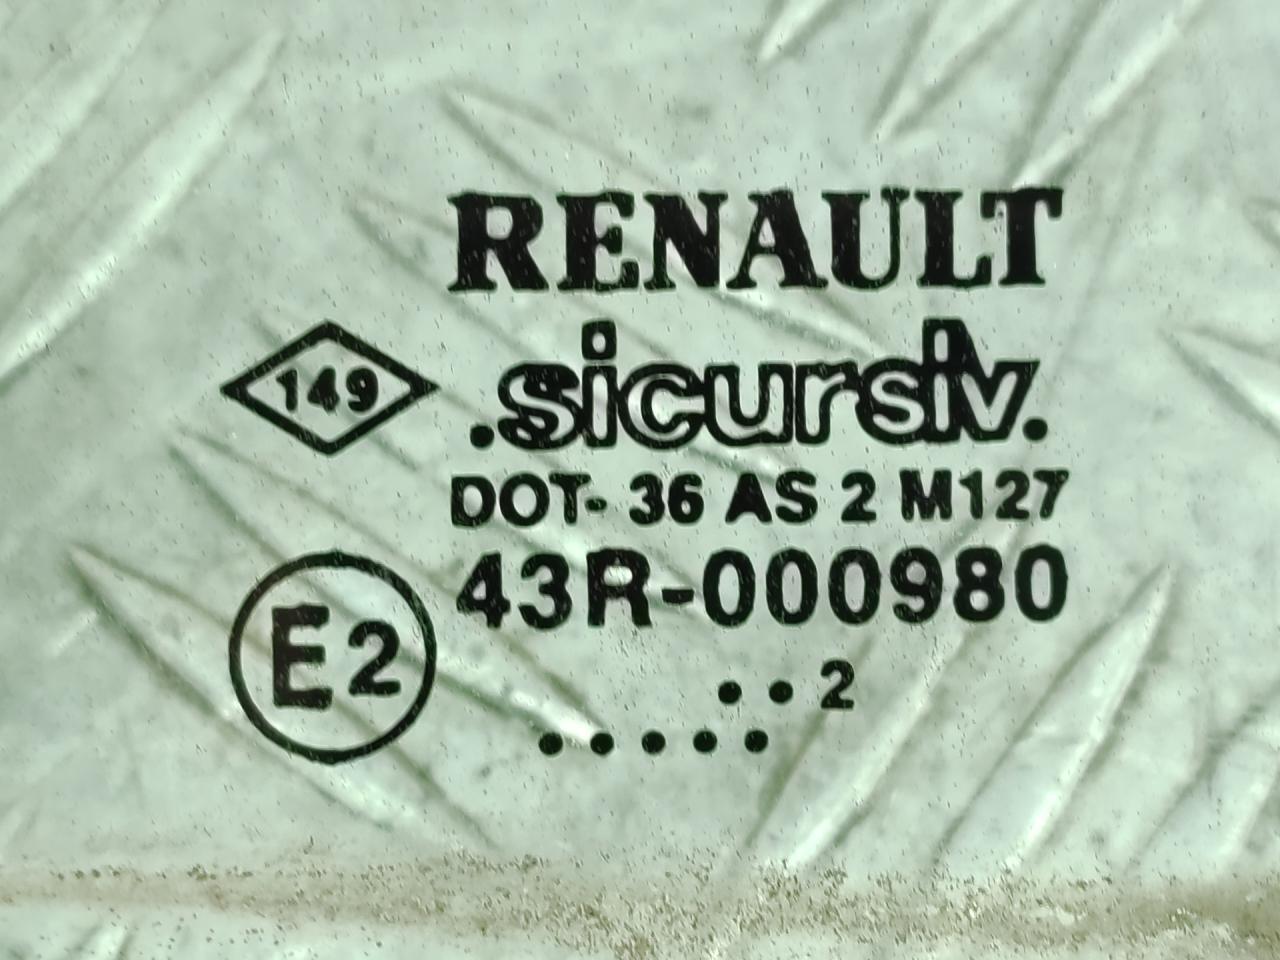 RENAULT
149
.sicursiv.
DOT- 36 AS 2 M127
43R-000980
E2
• • 2
• • • • •